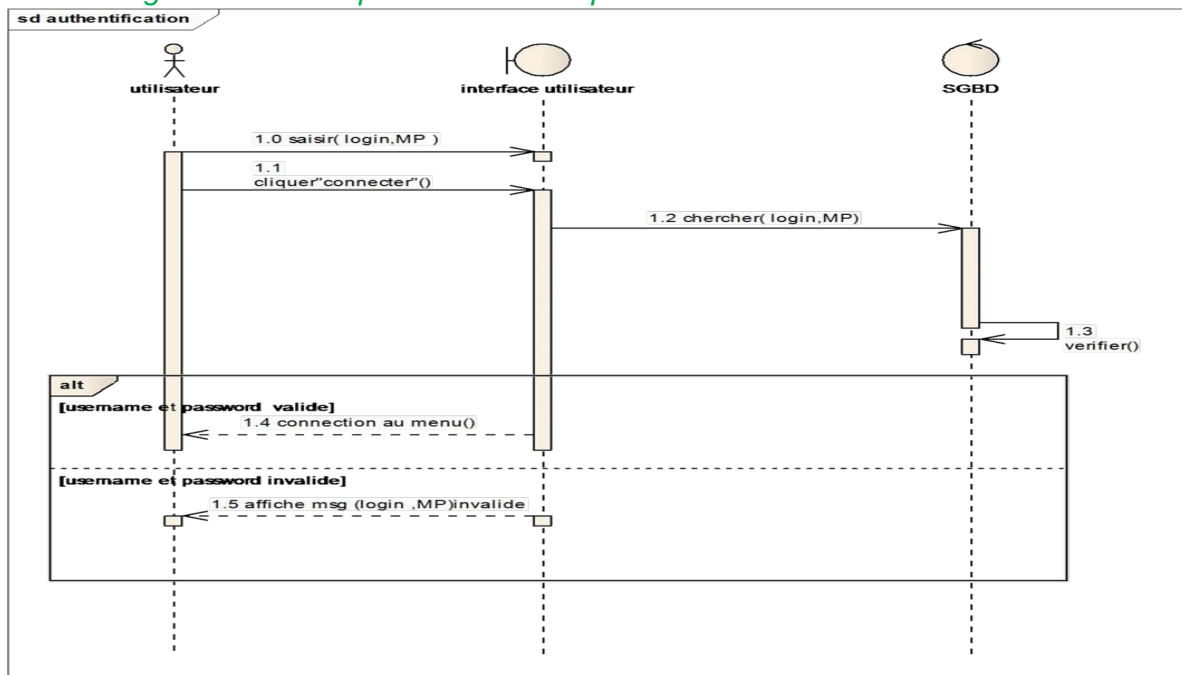 sd authentification
utilisateur
interface utilisateur
SGBD
1.0 saisir( login,MP )
1.1
cliquer"connecter"()
1.2 chercher( login,MP)
1.3
verifier()
alt
[username et password valide]
1.4 connection au menu()
[username et password invalide]
1.5 affiche msg (login ,MP)invalide